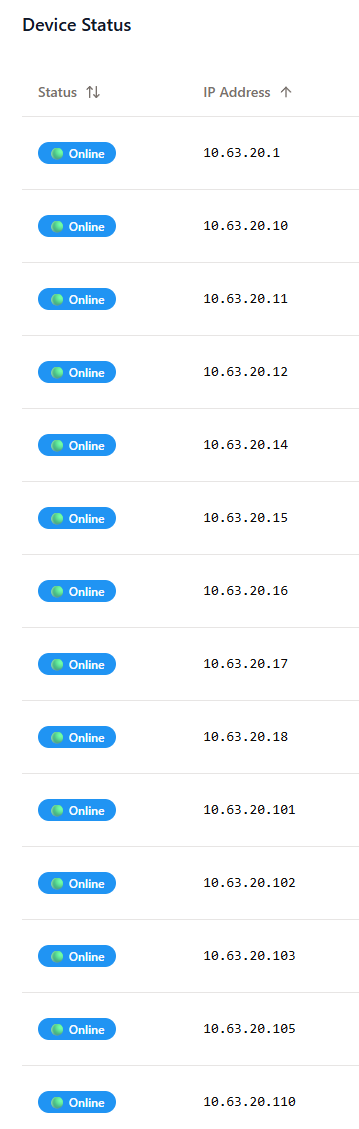 Device Status
Status IP Address
Online 10.63.20.1
Online 10.63.20.10
Online 10.63.20.11
Online 10.63.20.12
Online 10.63.20.14
Online 10.63.20.15
Online 10.63.20.16
Online 10.63.20.17
Online 10.63.20.18
Online 10.63.20.101
Online 10.63.20.102
Online 10.63.20.103
Online 10.63.20.105
Online 10.63.20.110